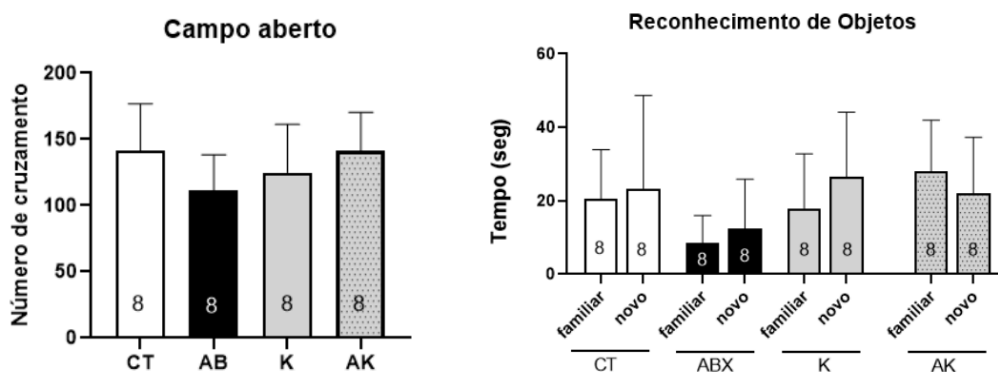 Campo aberto
Número de cruzamento
200
150
100
50
0
8
8
8
8
CT
AB
K
AK
Reconhecimento de Objetos
Tempo (seg)
60
40
20
0
8
8
8
8
8
8
8
8
familiar
novo
familiar
novo
familiar
novo
familiar
novo
CT
ABX
K
AK